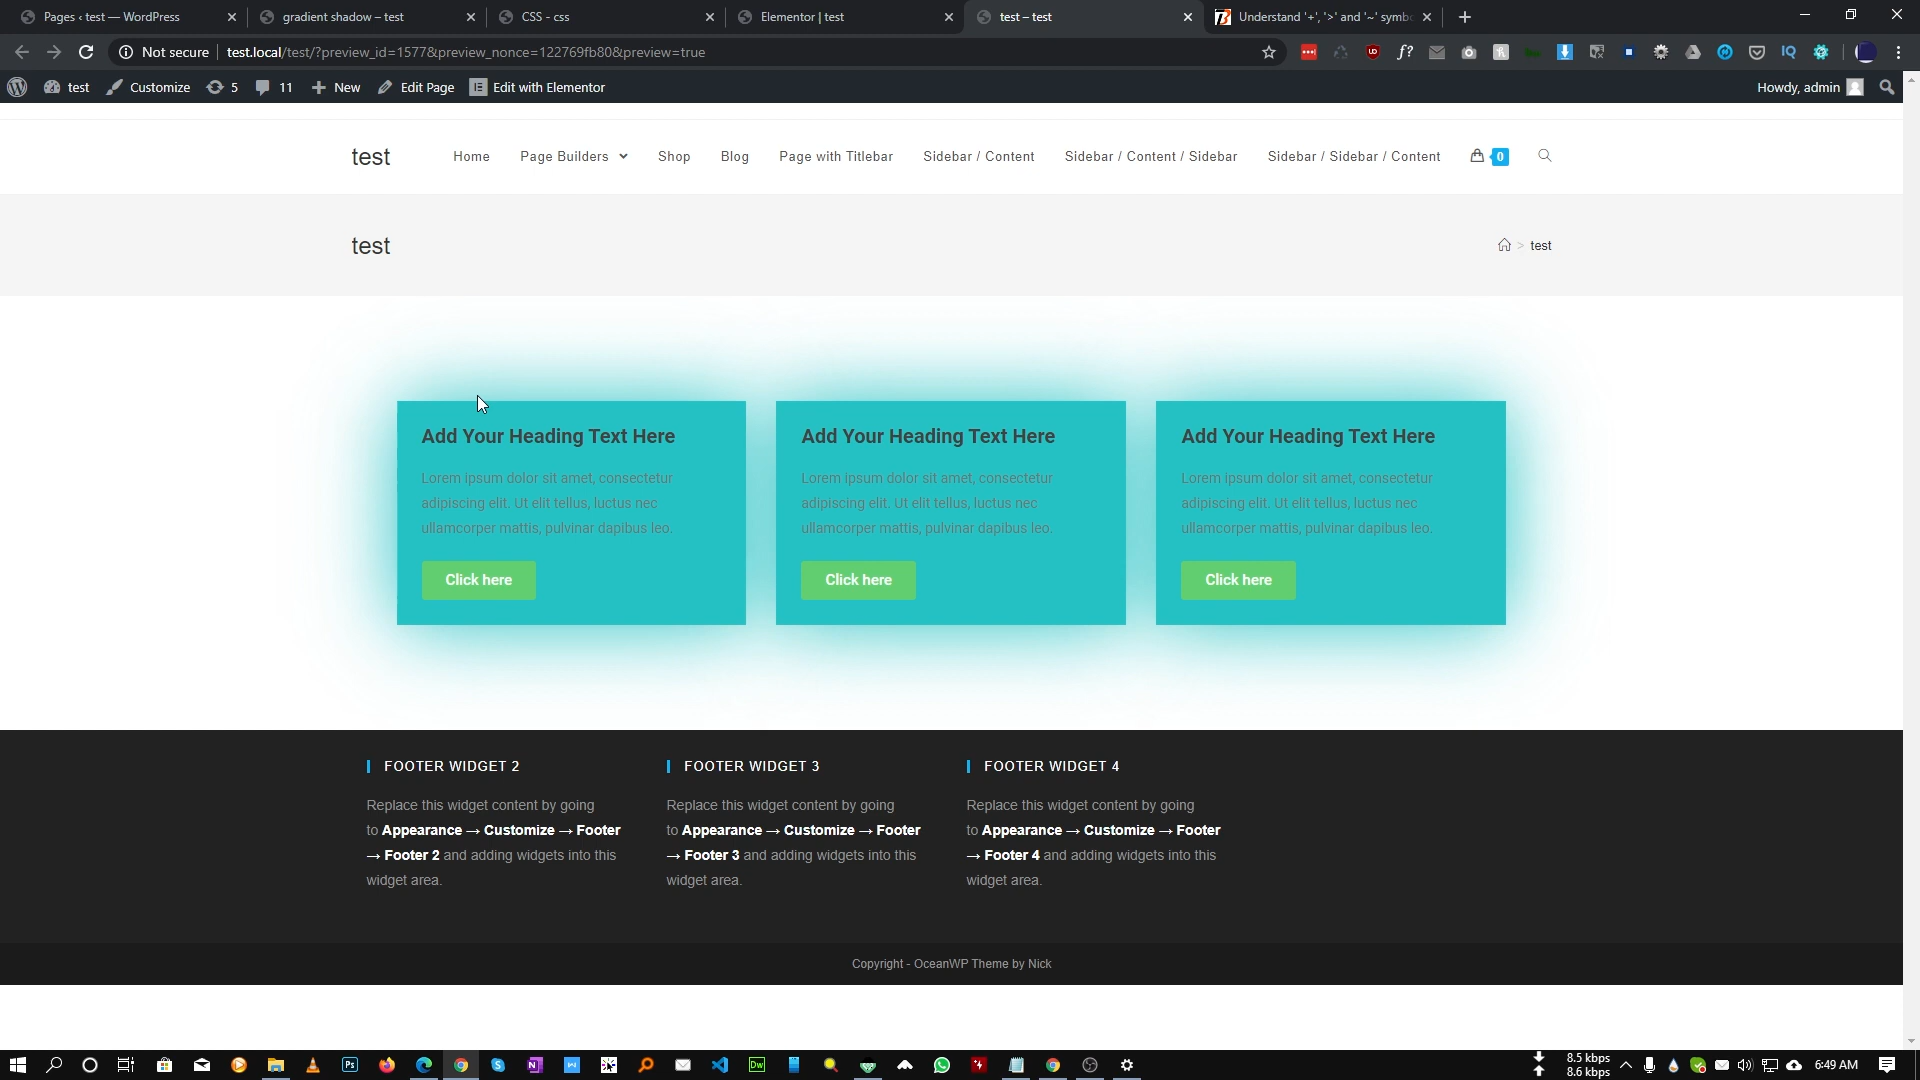 Pages ‹ test — WordPress
gradient shadow – test
CSS - css
Elementor | test
test – test
Understand '+', '>' and '~' symb
Not secure
test.local/test/?preview_id=1577&preview_nonce=122769fb80&preview=true
test
Customize
5
11
New
Edit Page
Edit with Elementor
Howdy, admin
test
Home
Page Builders
Shop
Blog
Page with Titlebar
Sidebar / Content
Sidebar / Content / Sidebar
Sidebar / Sidebar / Content
0
test
> test
Add Your Heading Text Here
Lorem ipsum dolor sit amet, consectetur
adipiscing elit. Ut elit tellus, luctus nec
ullamcorper mattis, pulvinar dapibus leo.
Click here
Add Your Heading Text Here
Lorem ipsum dolor sit amet, consectetur
adipiscing elit. Ut elit tellus, luctus nec
ullamcorper mattis, pulvinar dapibus leo.
Click here
Add Your Heading Text Here
Lorem ipsum dolor sit amet, consectetur
adipiscing elit. Ut elit tellus, luctus nec
ullamcorper mattis, pulvinar dapibus leo.
Click here
FOOTER WIDGET 2
Replace this widget content by going
to Appearance → Customize → Footer
→ Footer 2 and adding widgets into this
widget area.
FOOTER WIDGET 3
Replace this widget content by going
to Appearance → Customize → Footer
→ Footer 3 and adding widgets into this
widget area.
FOOTER WIDGET 4
Replace this widget content by going
to Appearance → Customize → Footer
→ Footer 4 and adding widgets into this
widget area.
Copyright - OceanWP Theme by Nick
8.5 kbps
8.6 kbps
6:49 AM